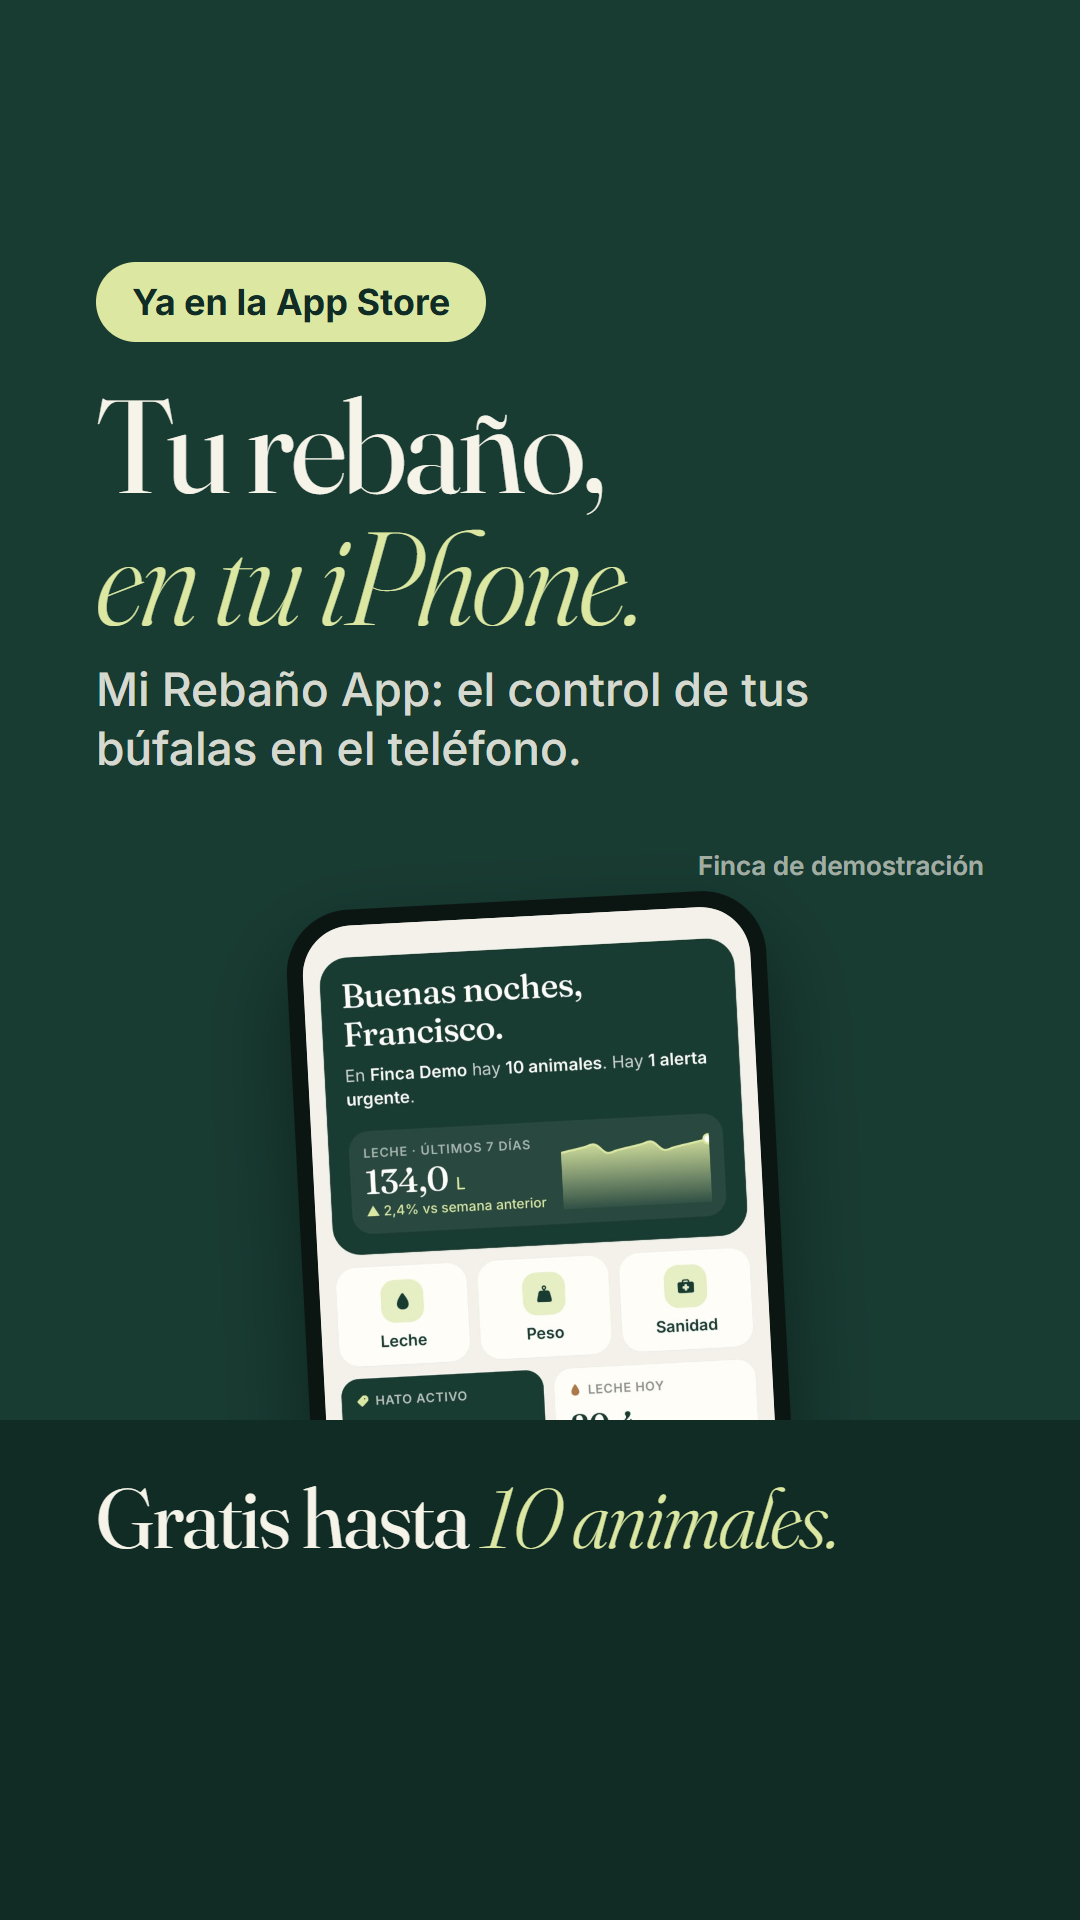 Ya en la App Store
Tu rebaño,
en tu iPhone.
Mi Rebaño App: el control de tus
búfalas en el teléfono.
Finca de demostración
Buenas noches,
Francisco.
En Finca Demo hay 10 animales. Hay 1 alerta
urgente.
LECHE · ÚLTIMOS 7 DÍAS
134,0 L
▲ 2,4% vs semana anterior
Leche
Peso
Sanidad
HATO ACTIVO
LECHE HOY
Gratis hasta 10 animales.